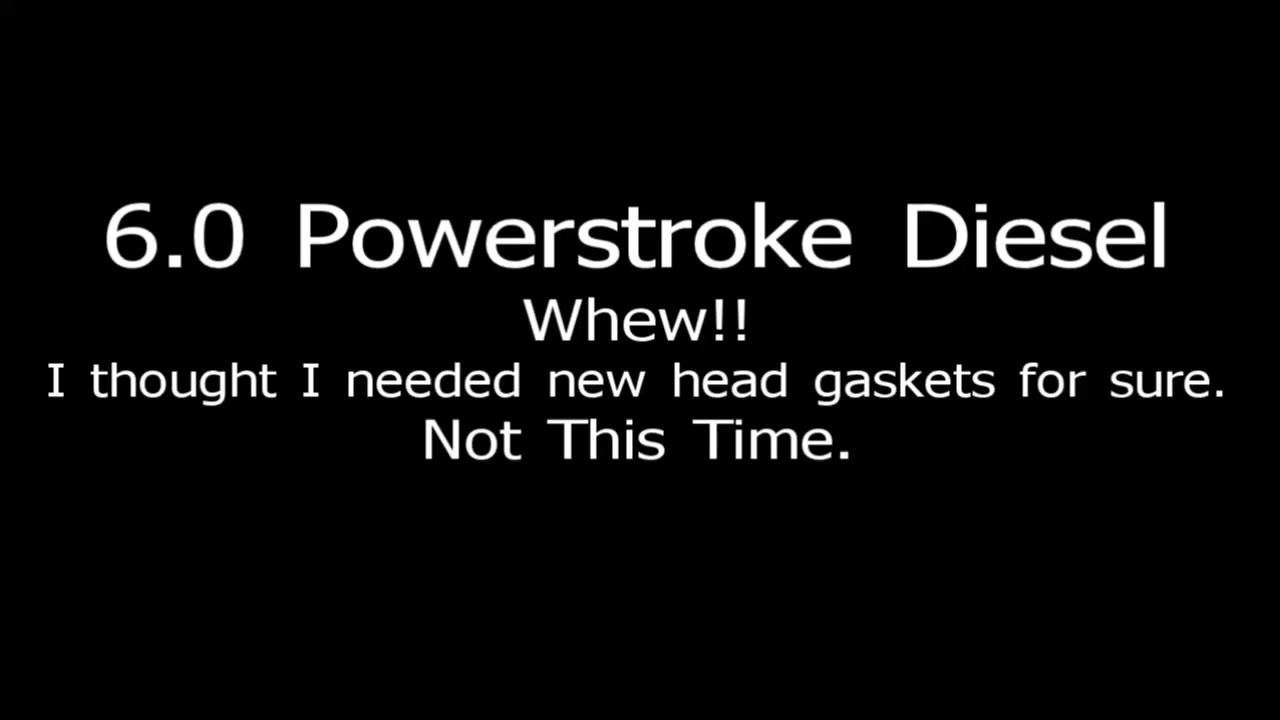 6.0 Powerstroke Diesel
Whew!!
I thought I needed new head gaskets for sure.
Not This Time.